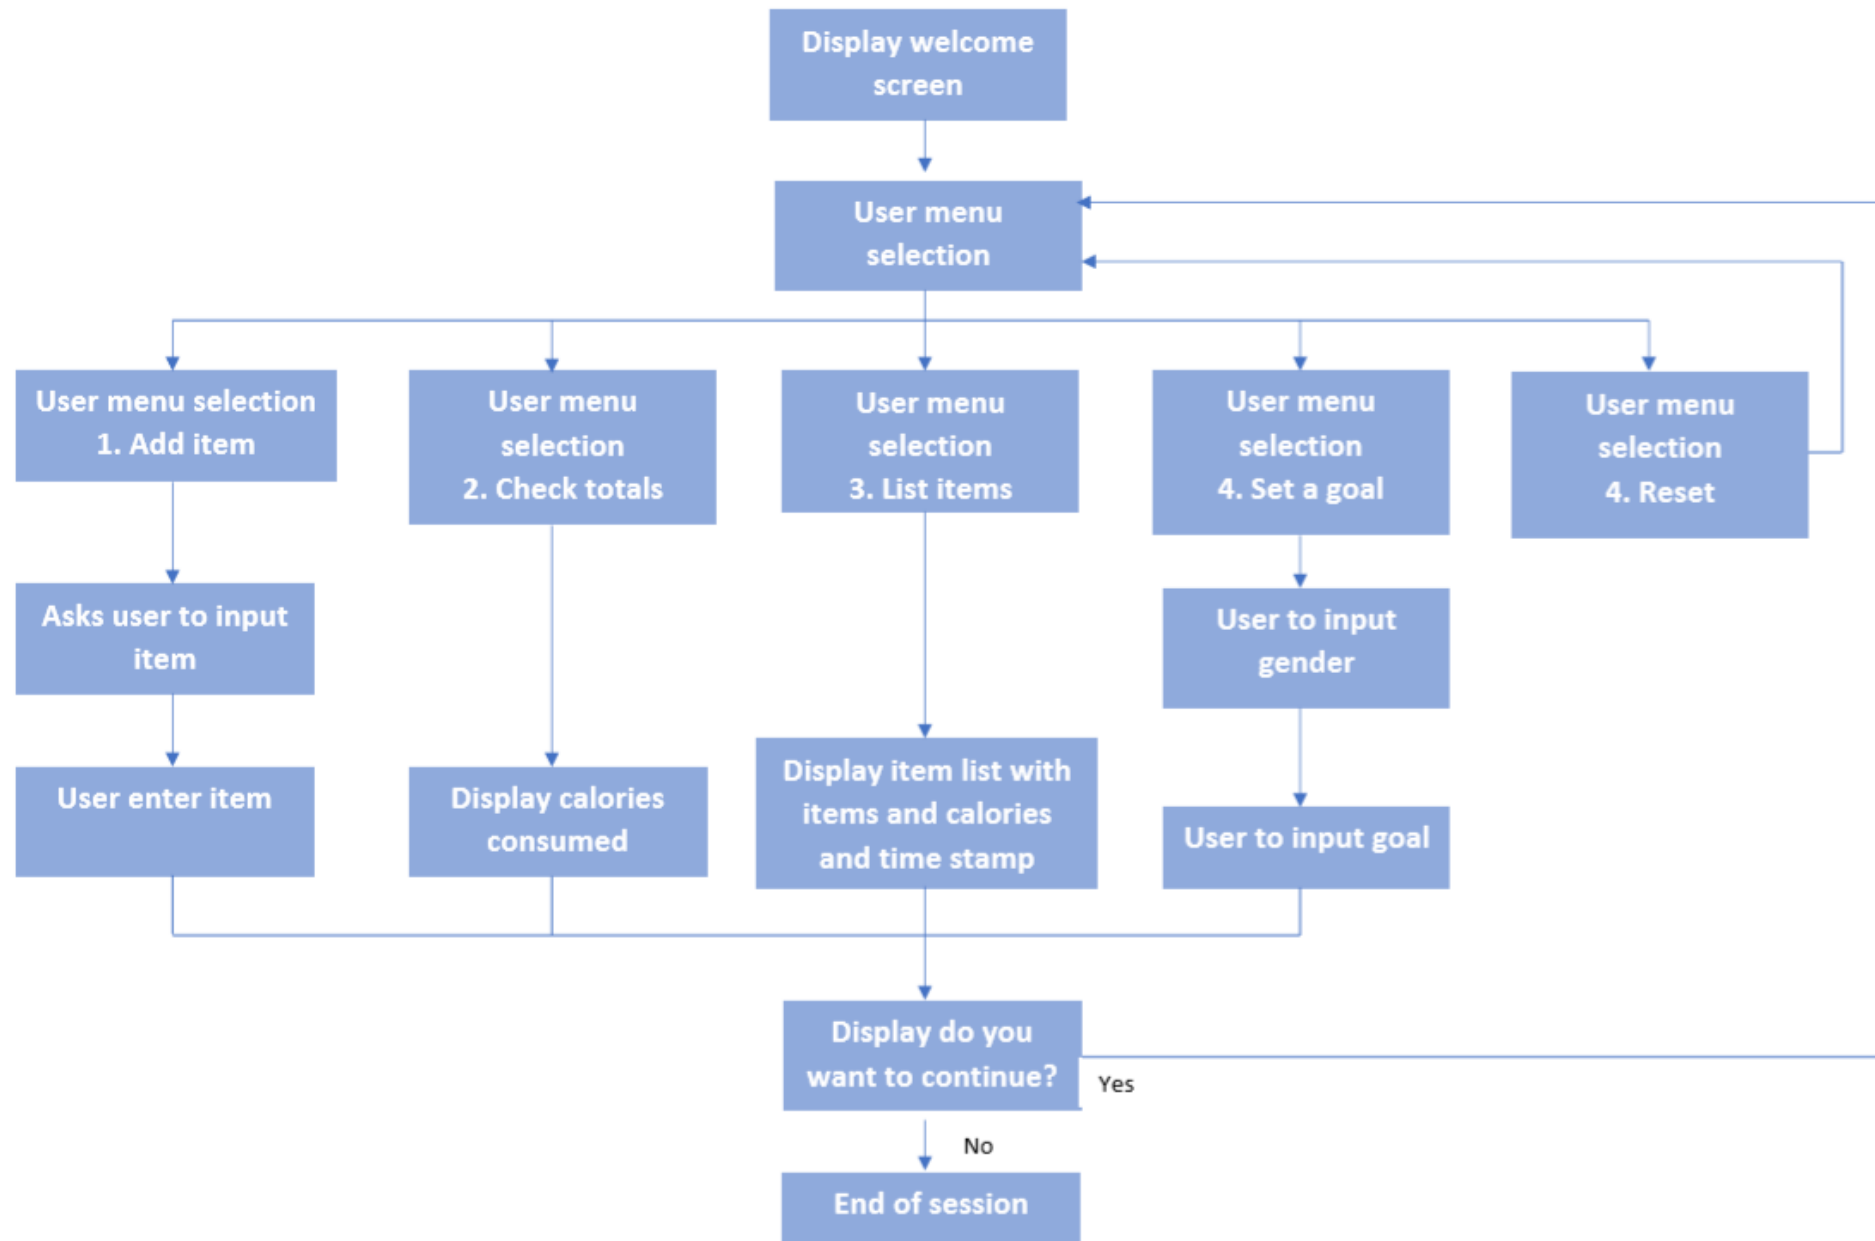 Display welcome
screen
User menu
selection
User menu selection
1. Add item
User menu
selection
2. Check totals
User menu
selection
3. List items
User menu
selection
4. Set a goal
User menu
selection
4. Reset
Asks user to input
item
User to input
gender
User enter item
Display calories
consumed
Display item list with
items and calories
and time stamp
User to input goal
Display do you
want to continue?
Yes
No
End of session